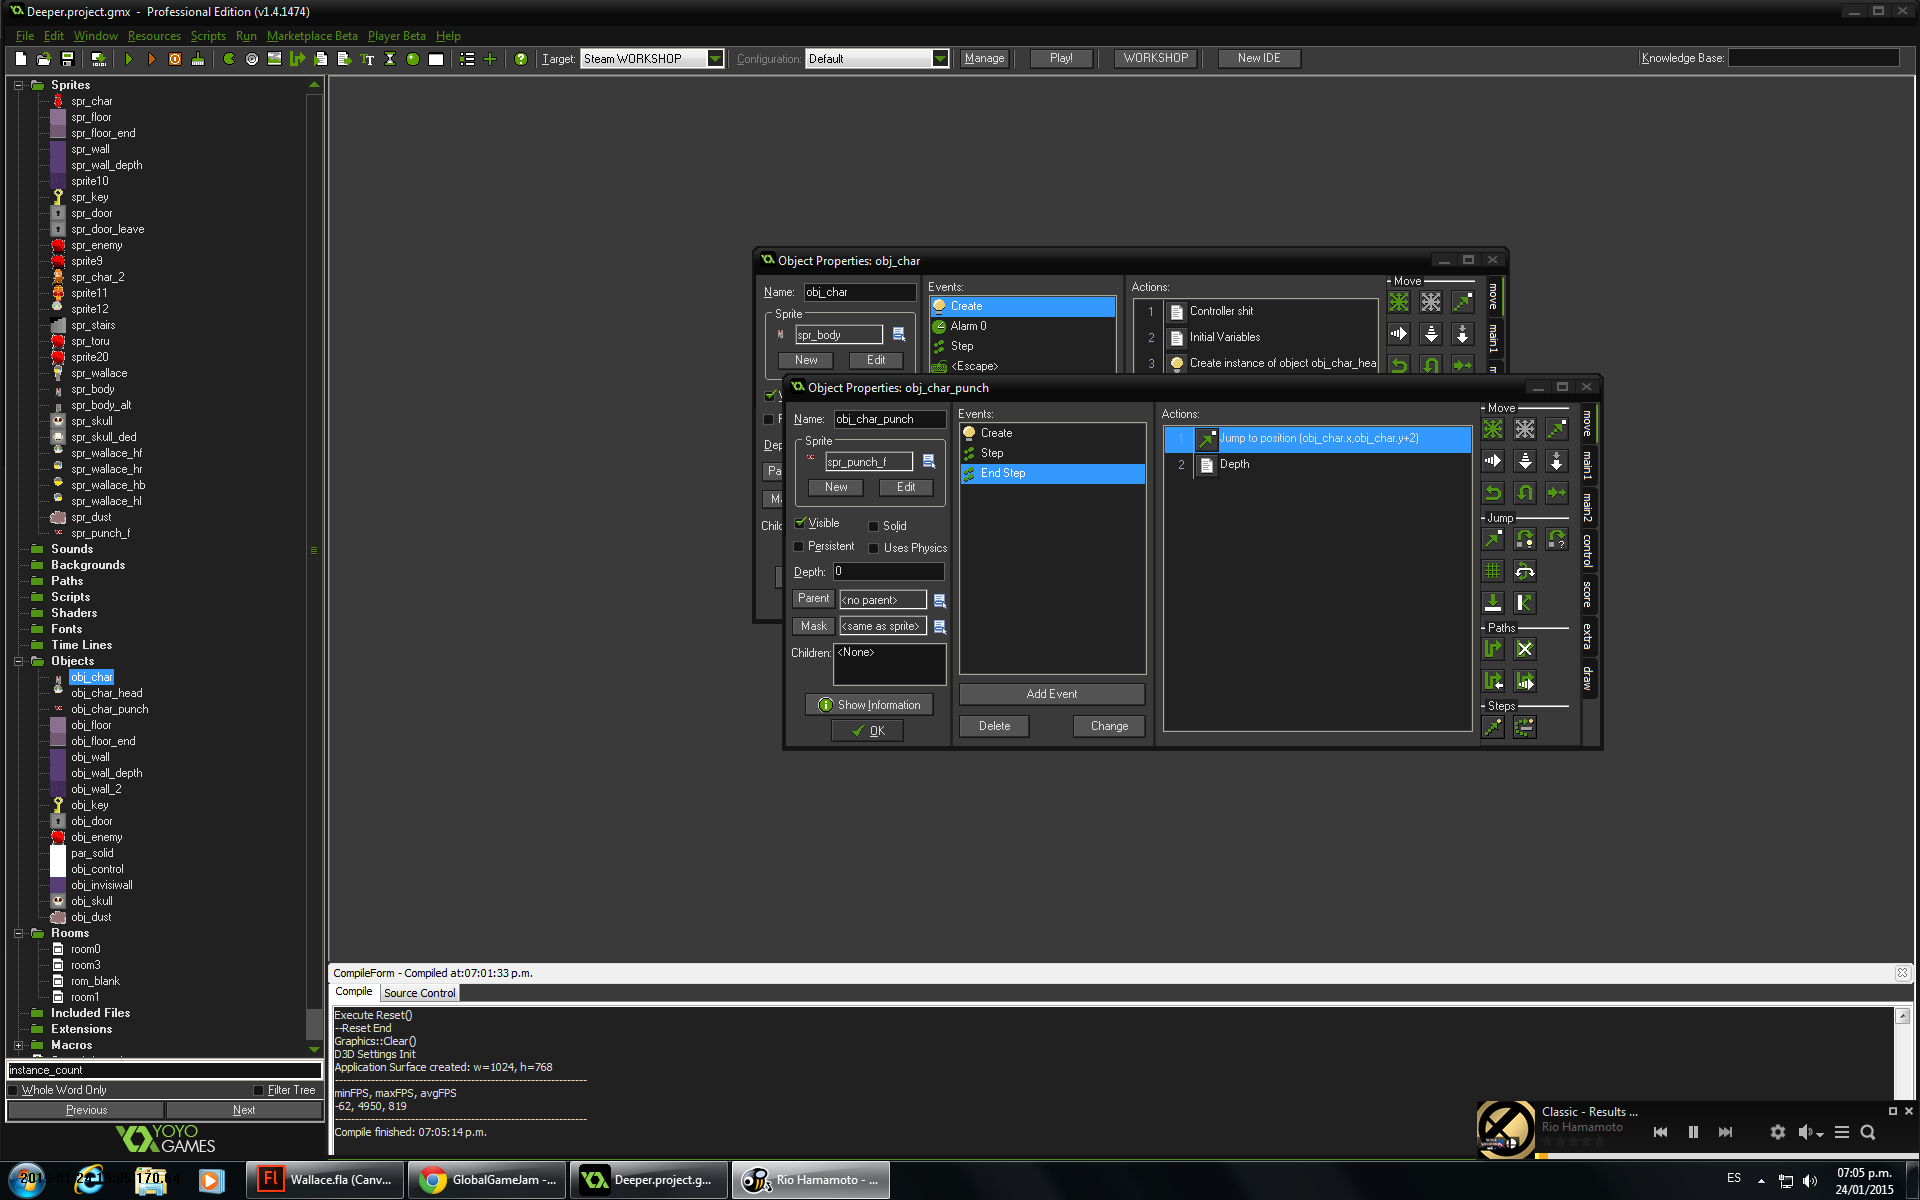 Deeper.project.gmx - Professional Edition (v1.4.1474)
File Edit Window Resources Scripts Run Marketplace Beta Player Beta Help
Target: Steam WORKSHOP Configuration: Default Manage Play! WORKSHOP New IDE Knowledge Base:
Sprites
spr_char
spr_floor
spr_floor_end
spr_wall
spr_wall_depth
sprite10
spr_key
spr_door
spr_door_leave
spr_enemy
sprite9
spr_char_2
sprite11
sprite12
spr_stairs
spr_toru
sprite20
spr_wallace
spr_body
spr_body_alt
spr_skull
spr_skull_ded
spr_wallace_hf
spr_wallace_hr
spr_wallace_hb
spr_wallace_hl
spr_dust
spr_punch_f
Sounds
Backgrounds
Paths
Scripts
Shaders
Fonts
Time Lines
Objects
obj_char
obj_char_head
obj_char_punch
obj_floor
obj_floor_end
obj_wall
obj_wall_depth
obj_wall_2
obj_key
obj_door
obj_enemy
par_solid
obj_control
obj_invisiwall
obj_skull
obj_dust
Rooms
room0
room3
rom_blank
room1
Included Files
Extensions
Macros
instance_count
Whole Word Only Filter Tree
Previous Next
YOYO
GAMES
Object Properties: obj_char
Name: obj_char
Sprite
spr_body
New Edit
Events:
Create
Alarm 0
Step
<Escape>
Actions:
1 Controller shit
2 Initial Variables
3 Create instance of object obj_char_hea
Move
move
main1
Object Properties: obj_char_punch
Name: obj_char_punch
Sprite
spr_punch_f
New Edit
Visible Solid
Persistent Uses Physics
Depth: 0
Parent <no parent>
Mask <same as sprite>
Children: <None>
Show Information
OK
Events:
Create
Step
End Step
Add Event
Delete Change
Actions:
1 Jump to position (obj_char.x,obj_char.y+2)
2 Depth
Move
Jump
Paths
Steps
move
main1
main2
control
score
extra
draw
CompileForm - Compiled at:07:01:33 p.m.
Compile Source Control
Execute Reset()
--Reset End
Graphics::Clear()
D3D Settings Init
Application Surface created: w=1024, h=768
minFPS, maxFPS, avgFPS
-62, 4950, 819
Compile finished: 07:05:14 p.m.
Classic - Results ...
Rio Hamamoto
Wallace.fla (Canv...
GlobalGameJam -...
Deeper.project.g...
Rio Hamamoto - ...
ES
07:05 p.m.
24/01/2015